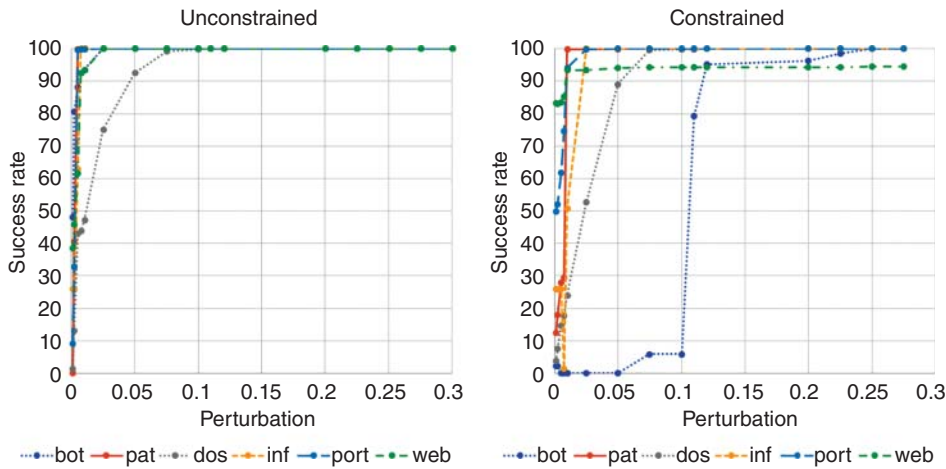 Unconstrained
Success rate
100
90
80
70
60
50
40
30
20
10
0
0 0.05 0.1 0.15 0.2 0.25 0.3
Perturbation
bot pat dos inf port web
Constrained
Success rate
100
90
80
70
60
50
40
30
20
10
0
0 0.05 0.1 0.15 0.2 0.25 0.3
Perturbation
bot pat dos inf port web